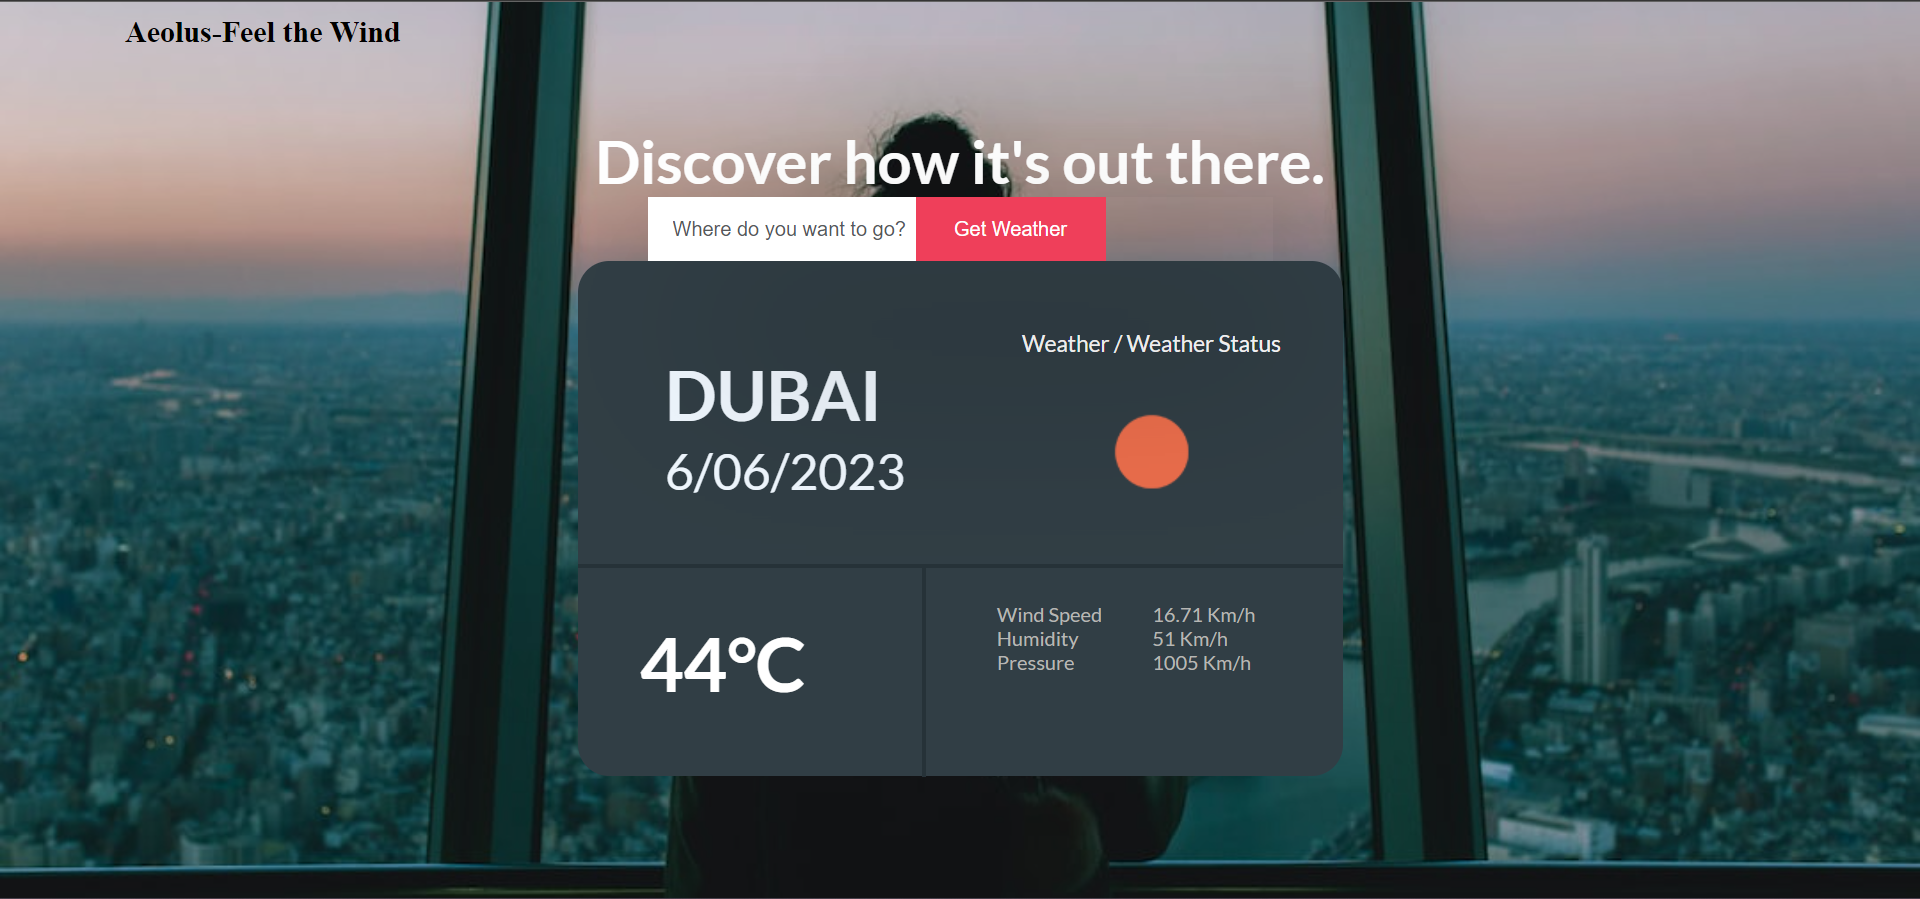 Aeolus-Feel the Wind
Discover how it's out there.
Where do you want to go? Get Weather
Weather / Weather Status
DUBAI
6/06/2023
44°C
Wind Speed 16.71 Km/h
Humidity 51 Km/h
Pressure 1005 Km/h